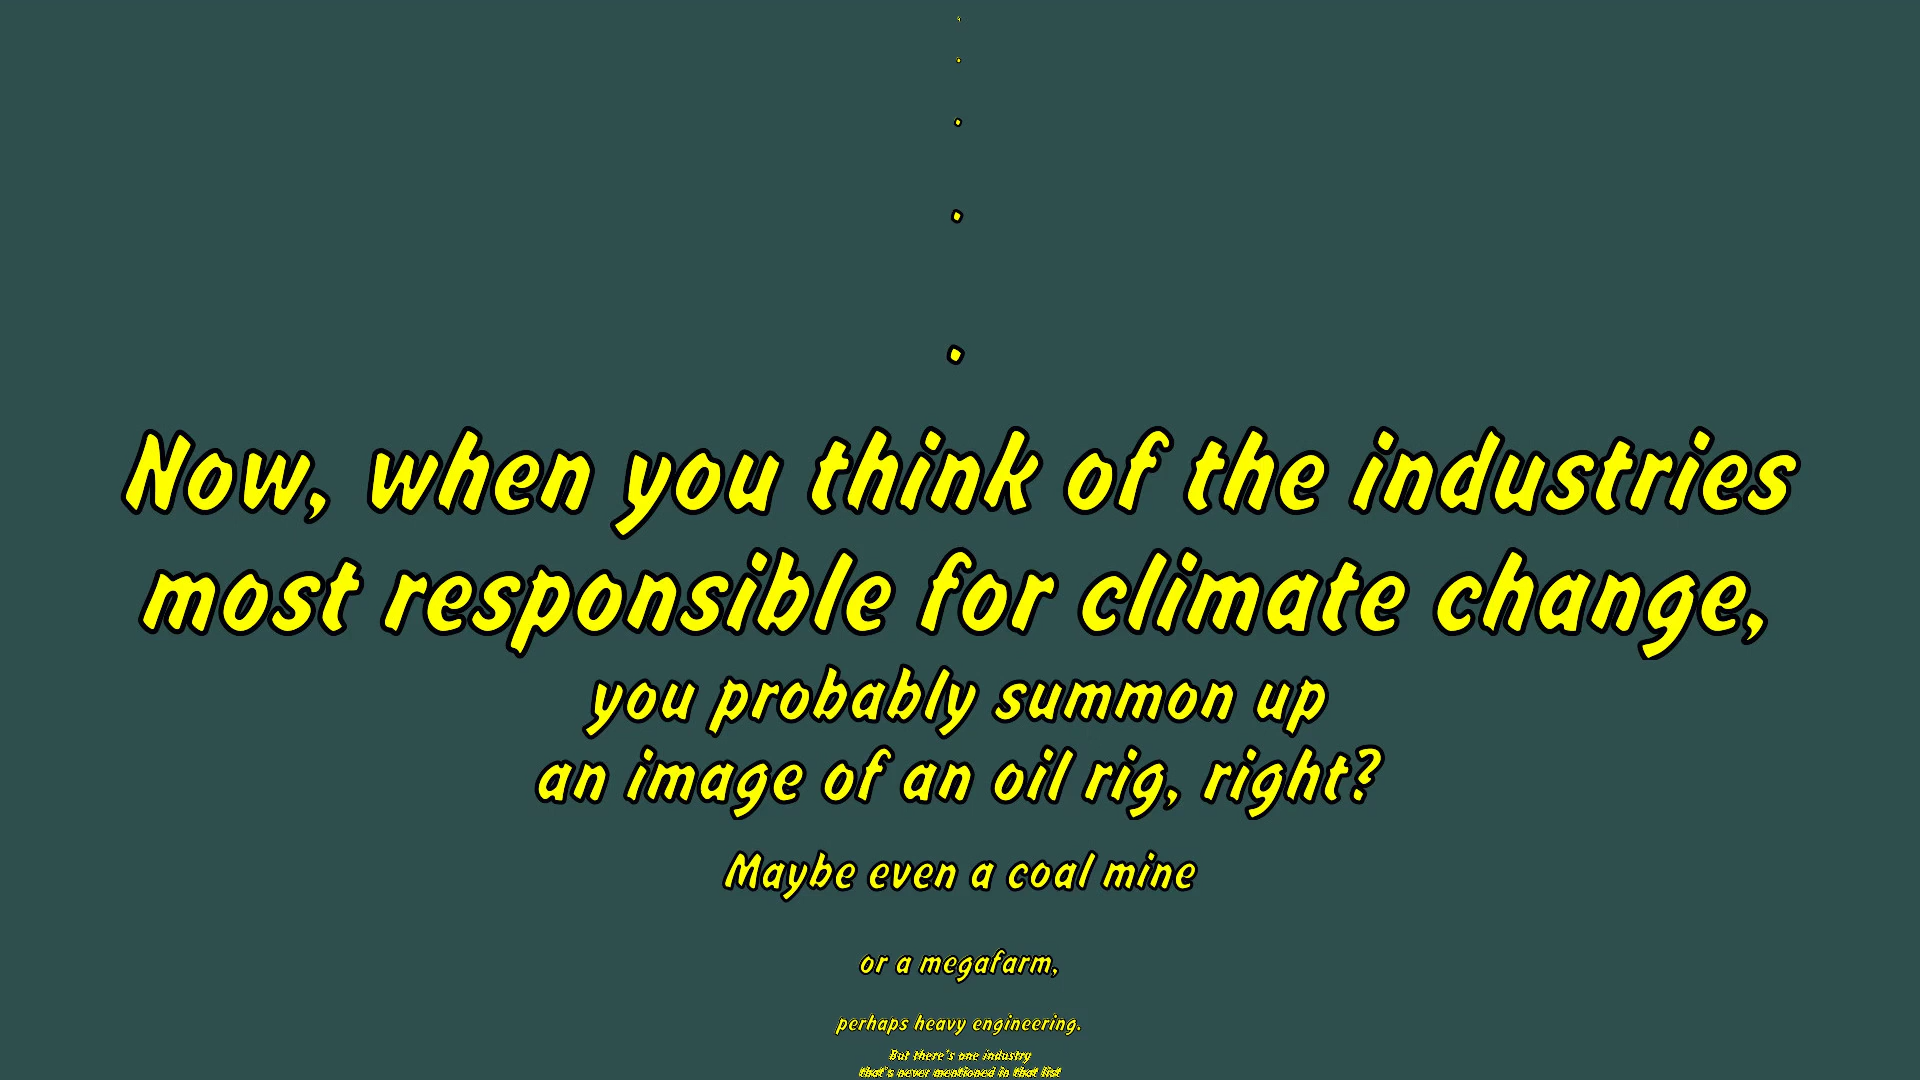 .
.
.
.
.
Now, when you think of the industries
most responsible for climate change,
you probably summon up
an image of an oil rig, right?
Maybe even a coal mine
or a megafarm,
perhaps heavy engineering.
But there's one industry
that's never mentioned in that list